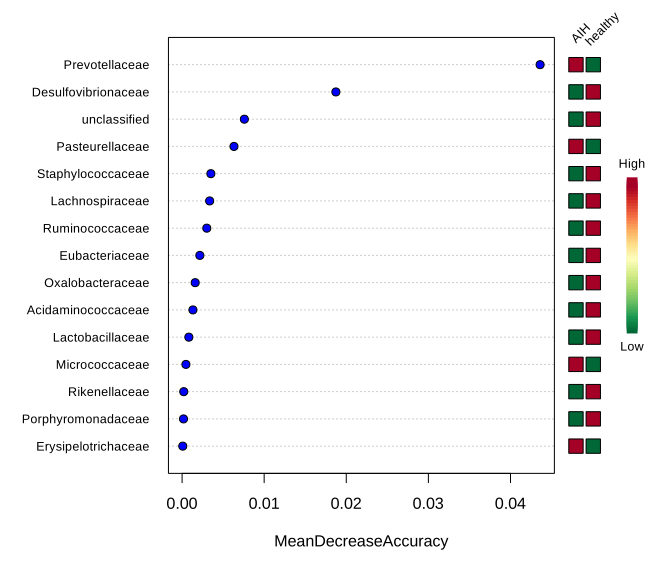 AIH
healthy
Prevotellaceae
Desulfovibrionaceae
unclassified
Pasteurellaceae
Staphylococcaceae
Lachnospiraceae
Ruminococcaceae
Eubacteriaceae
Oxalobacteraceae
Acidaminococcaceae
Lactobacillaceae
Micrococcaceae
Rikenellaceae
Porphyromonadaceae
Erysipelotrichaceae
High
Low
0.00 0.01 0.02 0.03 0.04
MeanDecreaseAccuracy